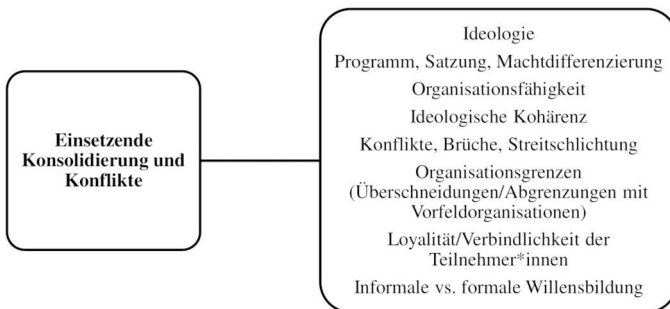 Einsetzende
Konsolidierung und
Konflikte
Ideologie
Programm, Satzung, Machtdifferenzierung
Organisationsfähigkeit
Ideologische Kohärenz
Konflikte, Brüche, Streitschlichtung
Organisationsgrenzen
(Überschneidungen/Abgrenzungen mit
Vorfeldorganisationen)
Loyalität/Verbindlichkeit der
Teilnehmer*innen
Informale vs. formale Willensbildung